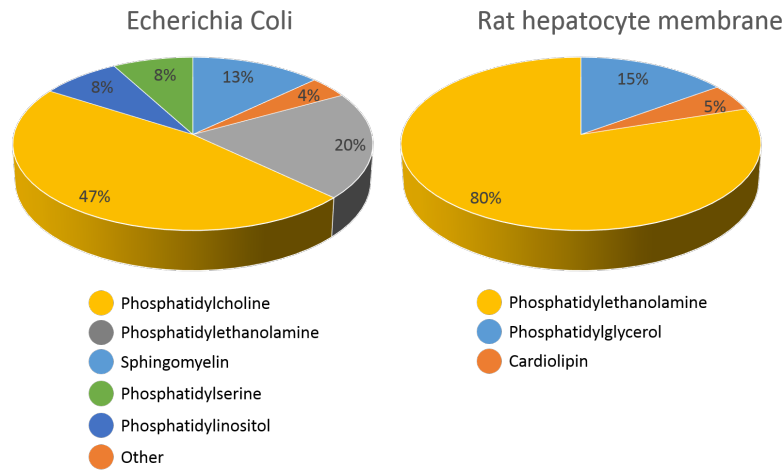 Echerichia Coli
8%
8%
13%
4%
20%
47%
Phosphatidylcholine
Phosphatidylethanolamine
Sphingomyelin
Phosphatidylserine
Phosphatidylinositol
Other
Rat hepatocyte membrane
15%
5%
80%
Phosphatidylethanolamine
Phosphatidylglycerol
Cardiolipin